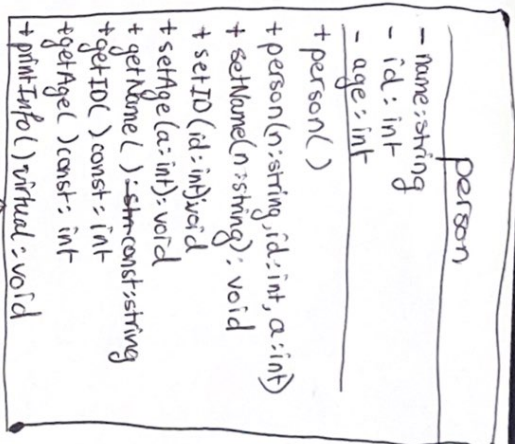 person
- name: string
- id: int
- age: int
+ person()
+ person(n: string, id: int, a: int)
+ setName(n: string): void
+ setID(id: int): void
+ setAge(a: int): void
+ getName() const: string
+ getID() const: int
+ getAge() const: int
+ printInfo() virtual: void